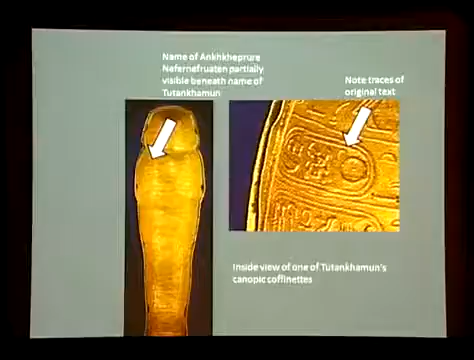 Name of Ankhkheprure
Neferneferuaten partially
visible beneath name of
Tutankhamun
Note traces of
original text
Inside view of one of Tutankhamun's
canopic coffinettes